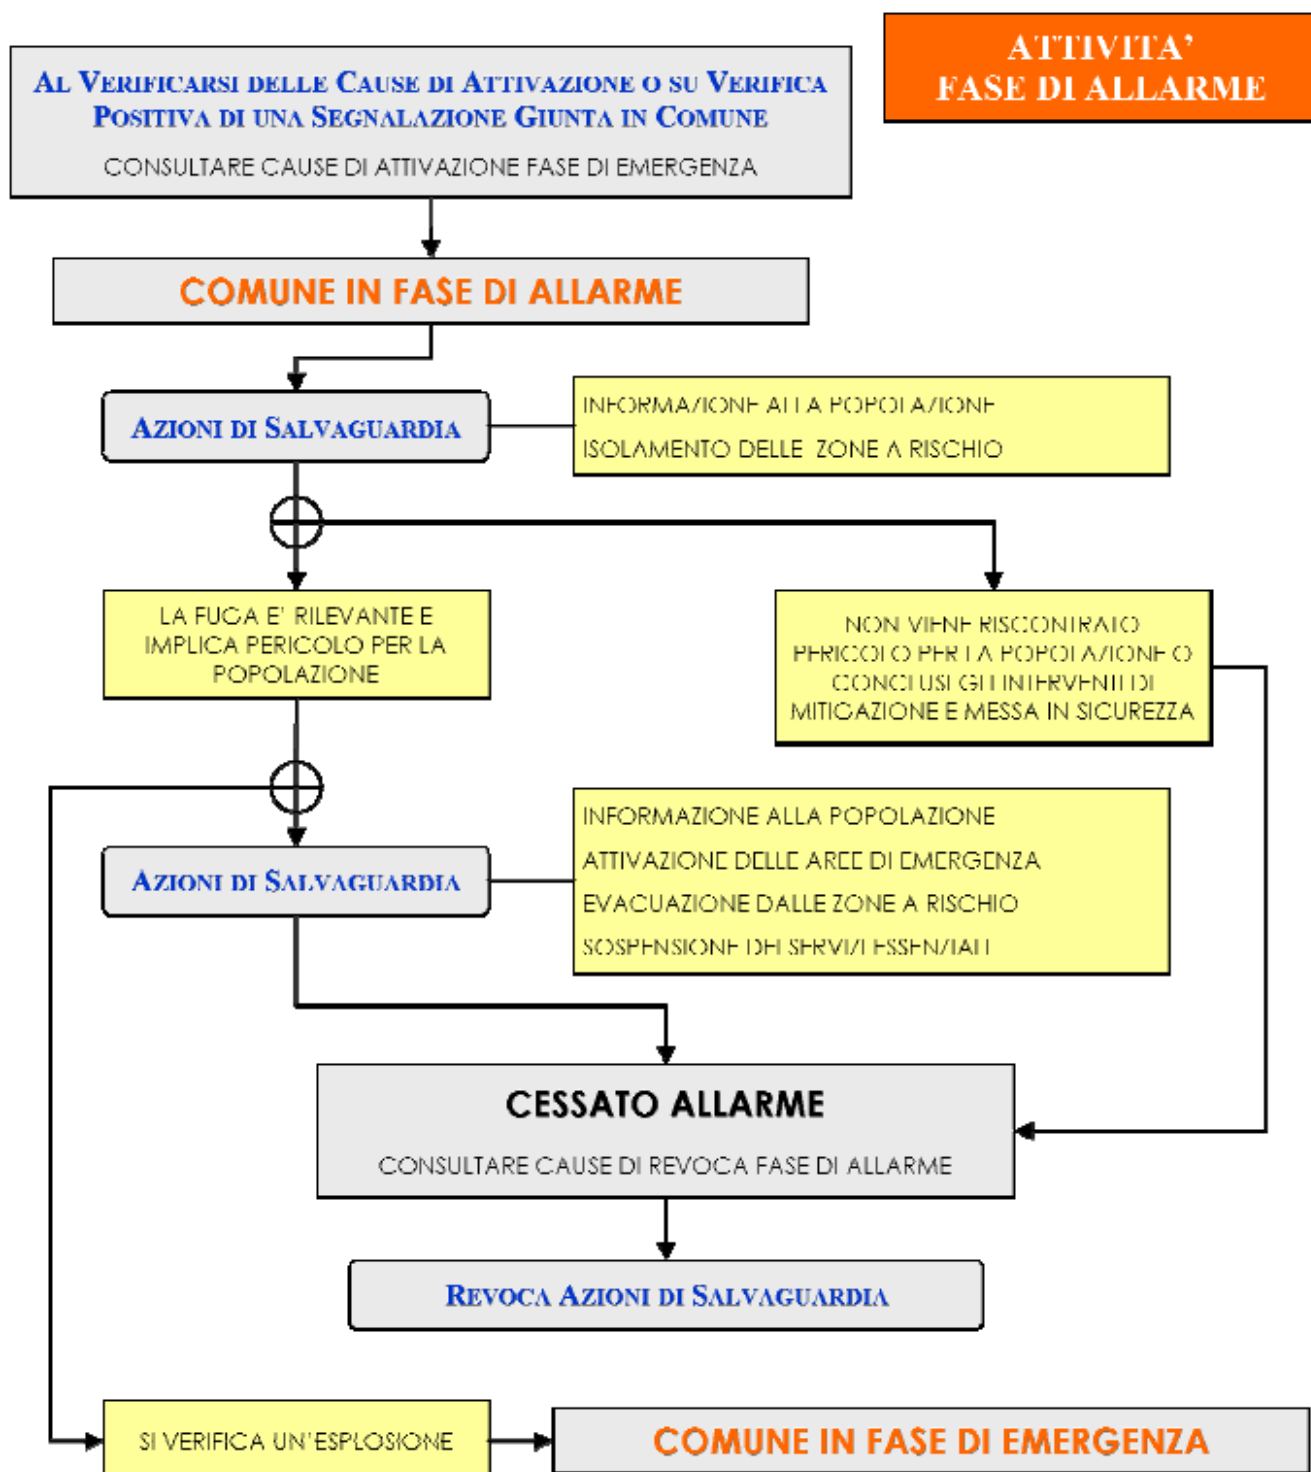 ATTIVITA'
FASE DI ALLARME
AL VERIFICARSI DELLE CAUSE DI ATTIVAZIONE O SU VERIFICA
POSITIVA DI UNA SEGNALAZIONE GIUNTA IN COMUNE
CONSULTARE CAUSE DI ATTIVAZIONE FASE DI EMERGENZA
COMUNE IN FASE DI ALLARME
AZIONI DI SALVAGUARDIA
INFORMAZIONE ALLA POPOLAZIONE
ISOLAMENTO DELLE ZONE A RISCHIO
LA FUGA E' RILEVANTE E
IMPLICA PERICOLO PER LA
POPOLAZIONE
NON VIENE RISCONTRATO
PERICOLO PER LA POPOLAZIONE O
CONCLUSI GLI INTERVENTI DI
MITIGAZIONE E MESSA IN SICUREZZA
AZIONI DI SALVAGUARDIA
INFORMAZIONE ALLA POPOLAZIONE
ATTIVAZIONE DELLE AREE DI EMERGENZA
EVACUAZIONE DALLE ZONE A RISCHIO
SOSPENSIONE DEI SERVIZI ESSENZIALI
CESSATO ALLARME
CONSULTARE CAUSE DI REVOCA FASE DI ALLARME
REVOCA AZIONI DI SALVAGUARDIA
SI VERIFICA UN'ESPLOSIONE
COMUNE IN FASE DI EMERGENZA